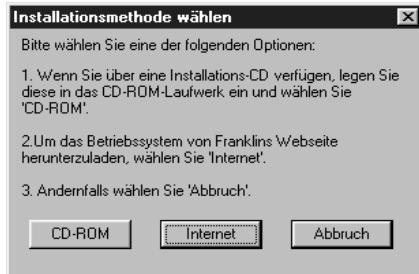 Installationsmethode wählen
Bitte wählen Sie eine der folgenden Optionen:
1. Wenn Sie über eine Installations-CD verfügen, legen Sie
diese in das CD-ROM-Laufwerk ein und wählen Sie
'CD-ROM'.
2.Um das Betriebssystem von Franklins Webseite
herunterzuladen, wählen Sie 'Internet'.
3. Andernfalls wählen Sie 'Abbruch'.
CD-ROM Internet Abbruch